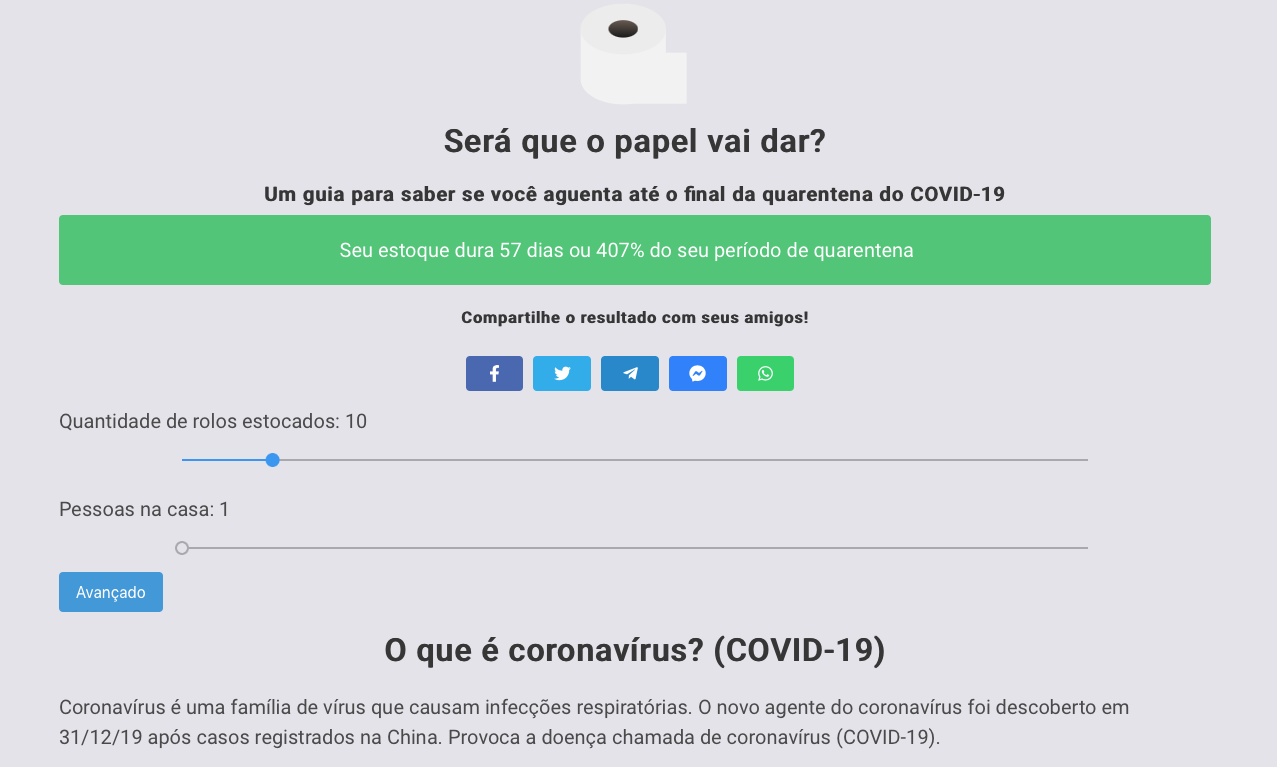 Será que o papel vai dar?
Um guia para saber se você aguenta até o final da quarentena do COVID-19
Seu estoque dura 57 dias ou 407% do seu período de quarentena
Compartilhe o resultado com seus amigos!
Quantidade de rolos estocados: 10
Pessoas na casa: 1
Avançado
O que é coronavírus? (COVID-19)
Coronavírus é uma família de vírus que causam infecções respiratórias. O novo agente do coronavírus foi descoberto em
31/12/19 após casos registrados na China. Provoca a doença chamada de coronavírus (COVID-19).